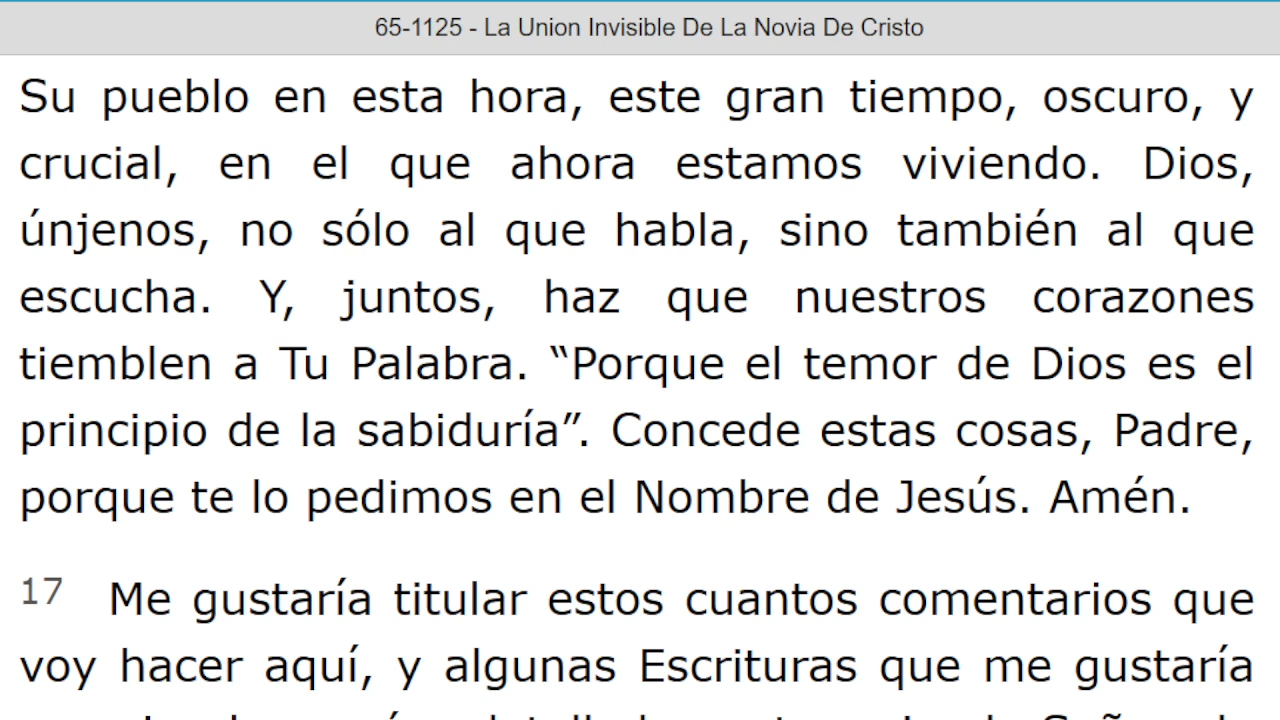 65-1125 - La Union Invisible De La Novia De Cristo
Su pueblo en esta hora, este gran tiempo, oscuro, y
crucial, en el que ahora estamos viviendo. Dios,
únjenos, no sólo al que habla, sino también al que
escucha. Y, juntos, haz que nuestros corazones
tiemblen a Tu Palabra. “Porque el temor de Dios es el
principio de la sabiduría”. Concede estas cosas, Padre,
porque te lo pedimos en el Nombre de Jesús. Amén.
17 Me gustaría titular estos cuantos comentarios que
voy hacer aquí, y algunas Escrituras que me gustaría